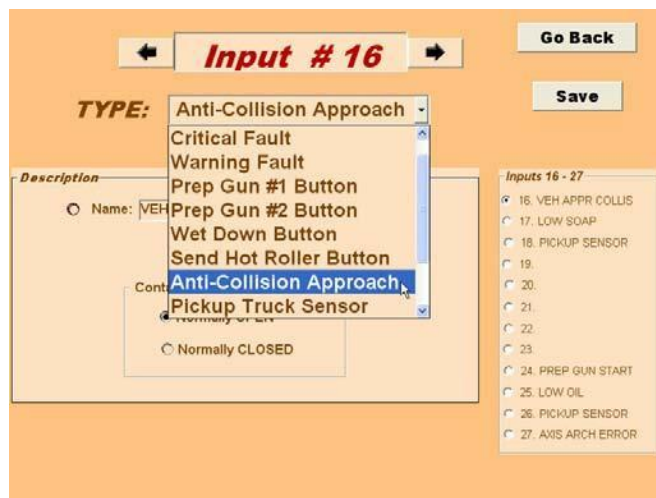 Input # 16
Go Back
TYPE:
Anti-Collision Approach
Save
Critical Fault
Warning Fault
Prep Gun #1 Button
Prep Gun #2 Button
Wet Down Button
Send Hot Roller Button
Anti-Collision Approach
Pickup Truck Sensor
Description
Name: VEH
Normally OPEN
Normally CLOSED
Inputs 16 - 27
16. VEH APPR COLLIS
17. LOW SOAP
18. PICKUP SENSOR
19.
20.
21.
22.
23.
24. PREP GUN START
25. LOW OIL
26. PICKUP SENSOR
27. AXIS ARCH ERROR